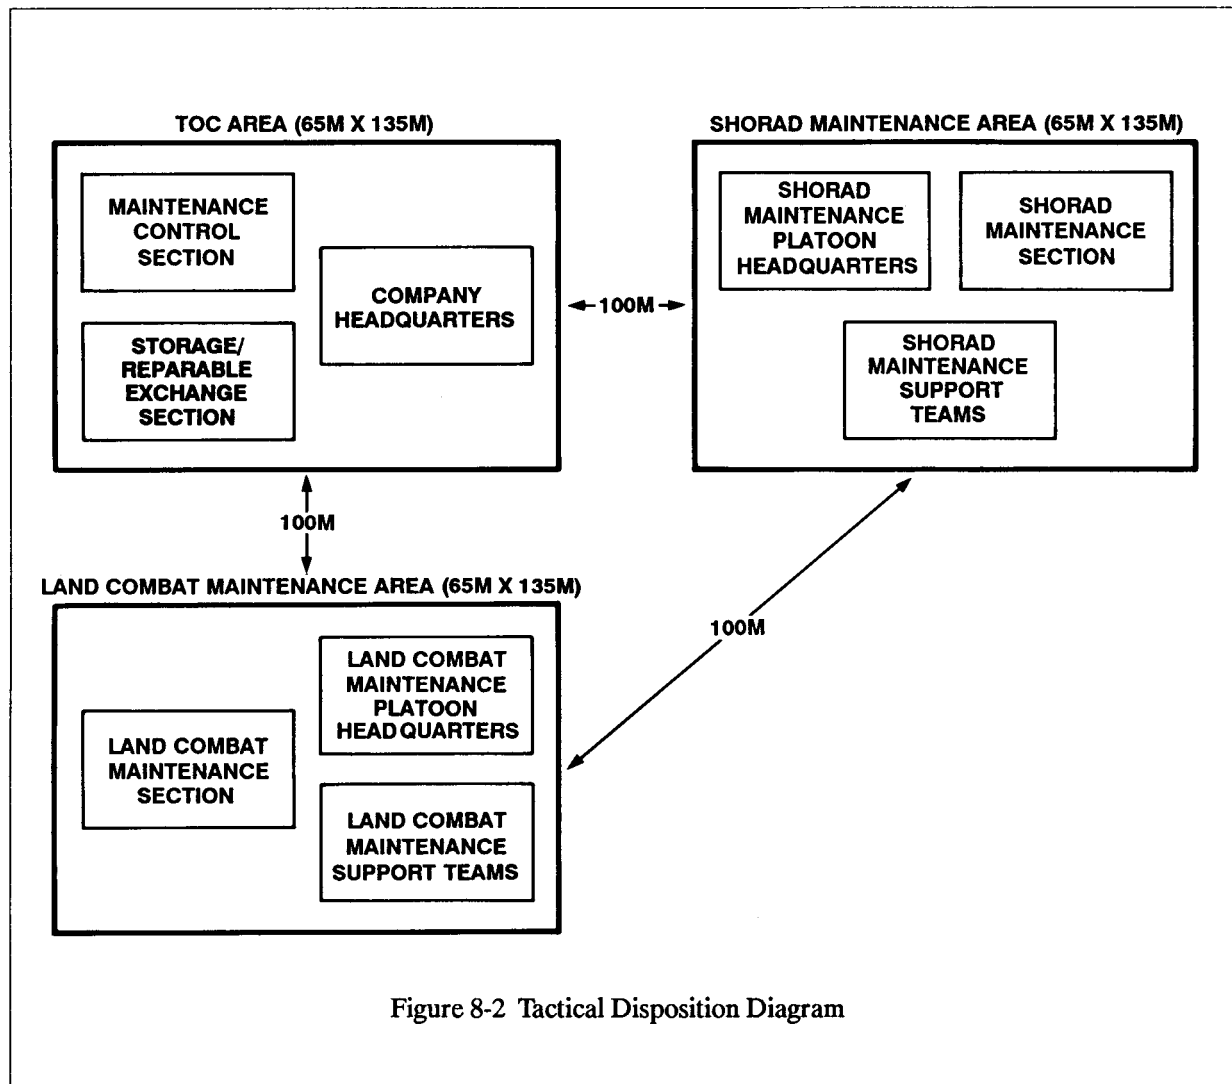 TOC AREA (65M X 135M)
MAINTENANCE
CONTROL
SECTION
COMPANY
HEADQUARTERS
STORAGE/
REPARABLE
EXCHANGE
SECTION
100M
SHORAD MAINTENANCE AREA (65M X 135M)
SHORAD
MAINTENANCE
PLATOON
HEADQUARTERS
SHORAD
MAINTENANCE
SECTION
SHORAD
MAINTENANCE
SUPPORT
TEAMS
100M
LAND COMBAT MAINTENANCE AREA (65M X 135M)
LAND COMBAT
MAINTENANCE
SECTION
LAND COMBAT
MAINTENANCE
PLATOON
HEADQUARTERS
LAND COMBAT
MAINTENANCE
SUPPORT TEAMS
100M
Figure 8-2 Tactical Disposition Diagram